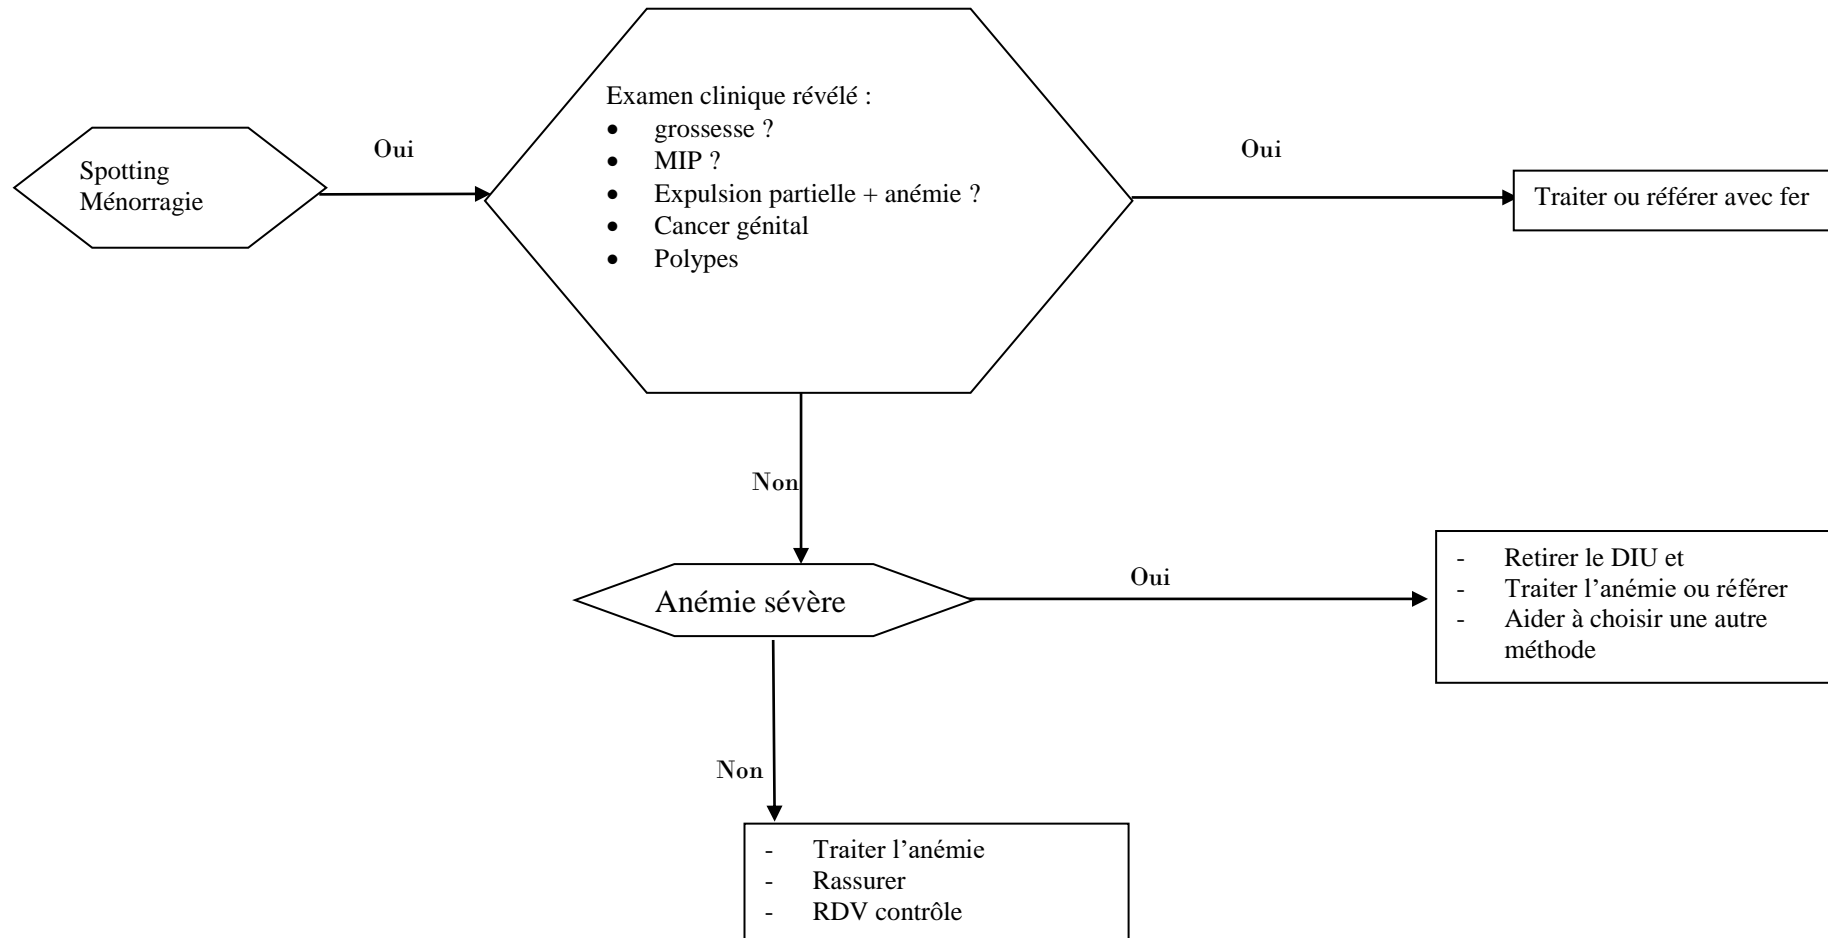 Spotting
Ménorragie
Oui
Examen clinique révélé :
• grossesse ?
• MIP ?
• Expulsion partielle + anémie ?
• Cancer génital
• Polypes
Oui
Traiter ou référer avec fer
Non
Anémie sévère
Oui
- Retirer le DIU et
- Traiter l’anémie ou référer
- Aider à choisir une autre
méthode
Non
- Traiter l’anémie
- Rassurer
- RDV contrôle